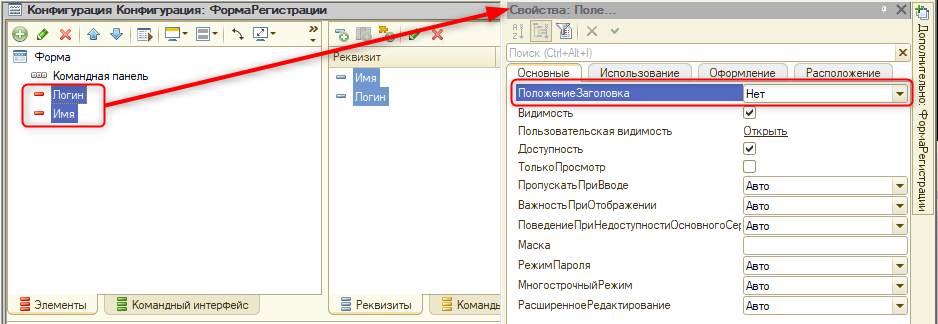 Конфигурация Конфигурация: ФормаРегистрации
Форма
Командная панель
Логин
Имя
Элементы
Командный интерфейс
Реквизит
Имя
Логин
Реквизиты
Команды
Свойства: Поле...
Поиск (Ctrl+Alt+I)
Основные
Использование
Оформление
Расположение
ПоложениеЗаголовка Нет
Видимость
Пользовательская видимость Открыть
Доступность
ТолькоПросмотр
ПропускатьПриВводе Авто
ВажностьПриОтображении Авто
ПоведениеПриНедоступностиОсновногоСер Авто
Маска
РежимПароля Авто
МногострочныйРежим Авто
РасширенноеРедактирование Авто
Дополнительно: ФормаРегистрации